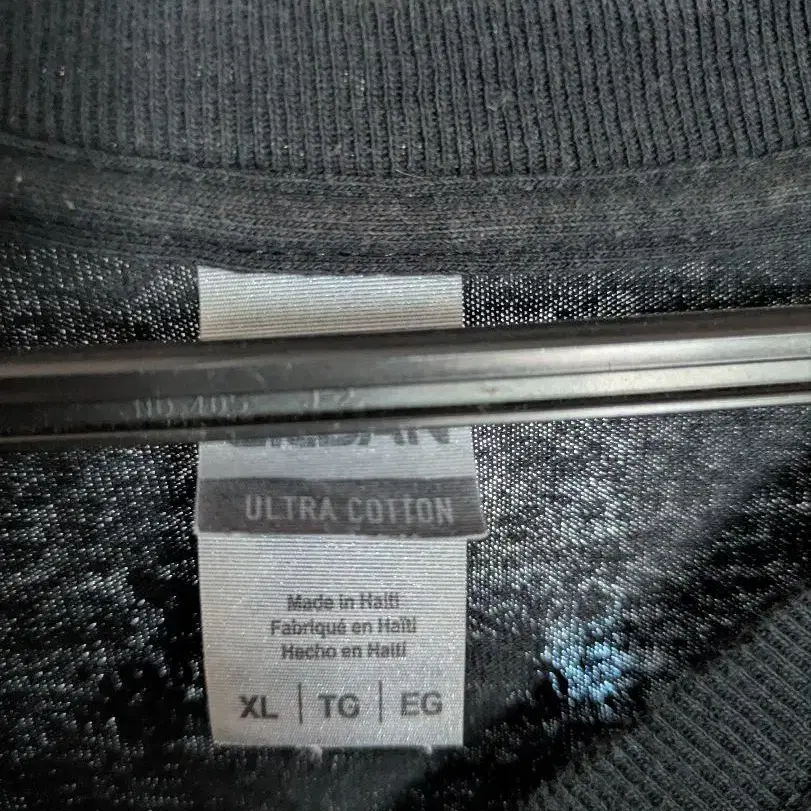 ULTRA COTTON
Made in Haiti
Fabriqué en Haïti
Hecho en Haití
XL | TG | EG